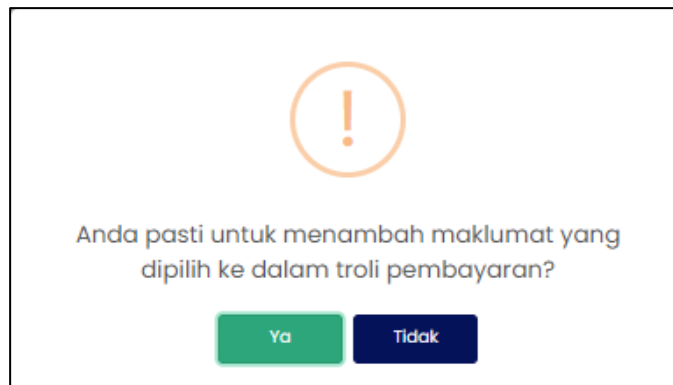 !
Anda pasti untuk menambah maklumat yang
dipilih ke dalam troli pembayaran?
Ya Tidak